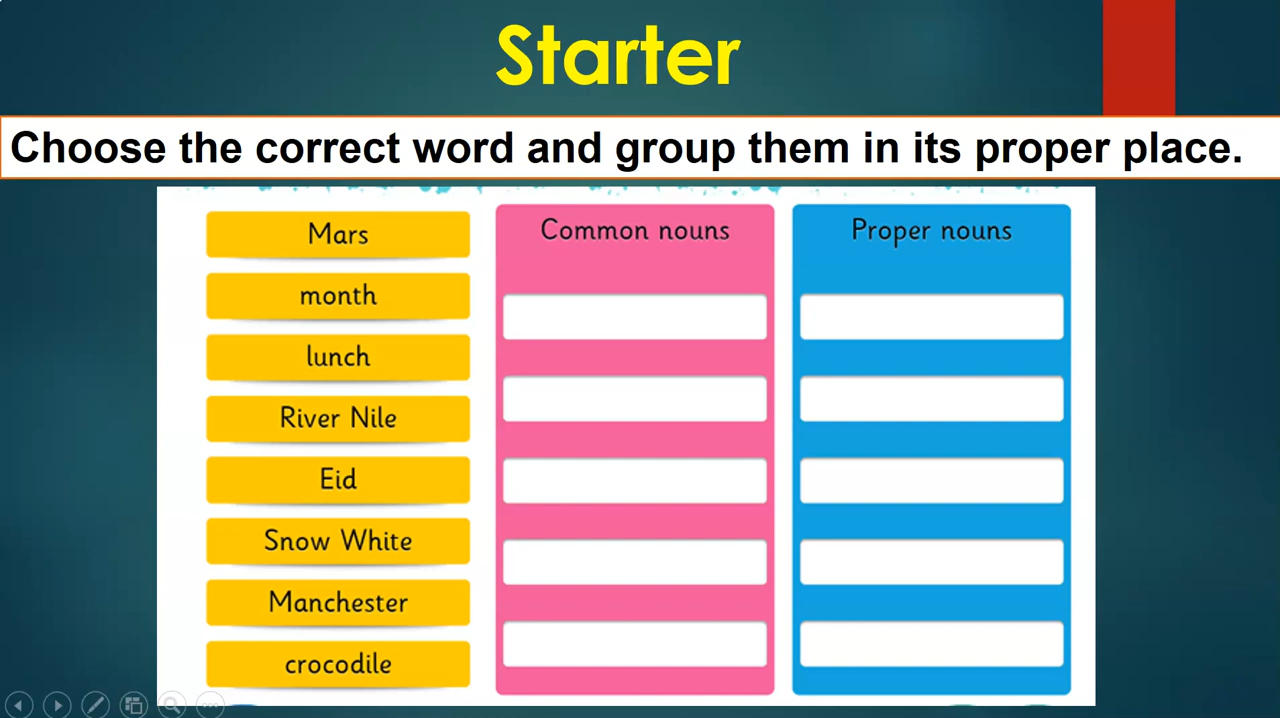 Starter
Choose the correct word and group them in its proper place.
Mars
month
lunch
River Nile
Eid
Snow White
Manchester
crocodile
Common nouns
Proper nouns